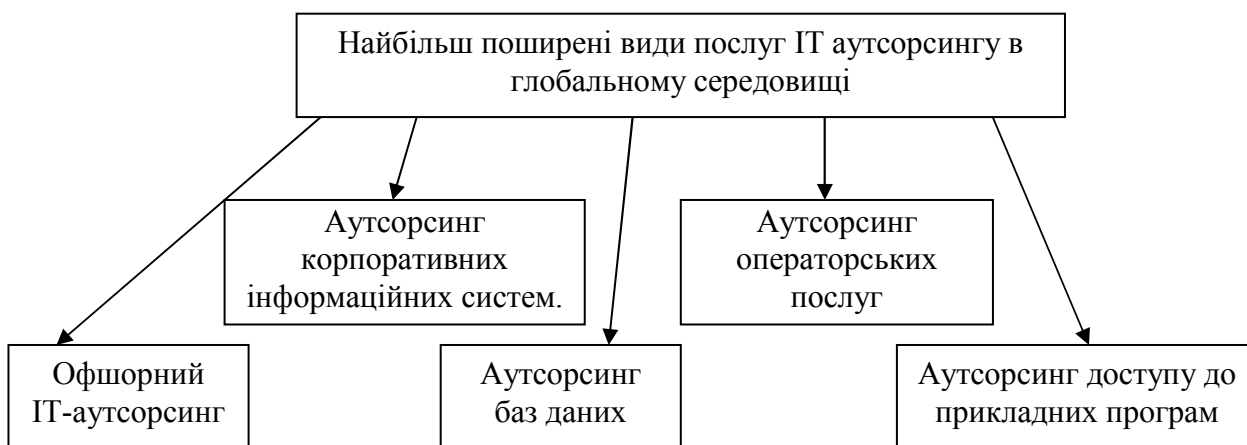 Найбільш поширені види послуг ІТ аутсорсингу в
глобальному середовищі
Аутсорсинг
корпоративних
інформаційних систем.
Аутсорсинг
операторських
послуг
Офшорний
ІТ-аутсорсинг
Аутсорсинг
баз даних
Аутсорсинг доступу до
прикладних програм